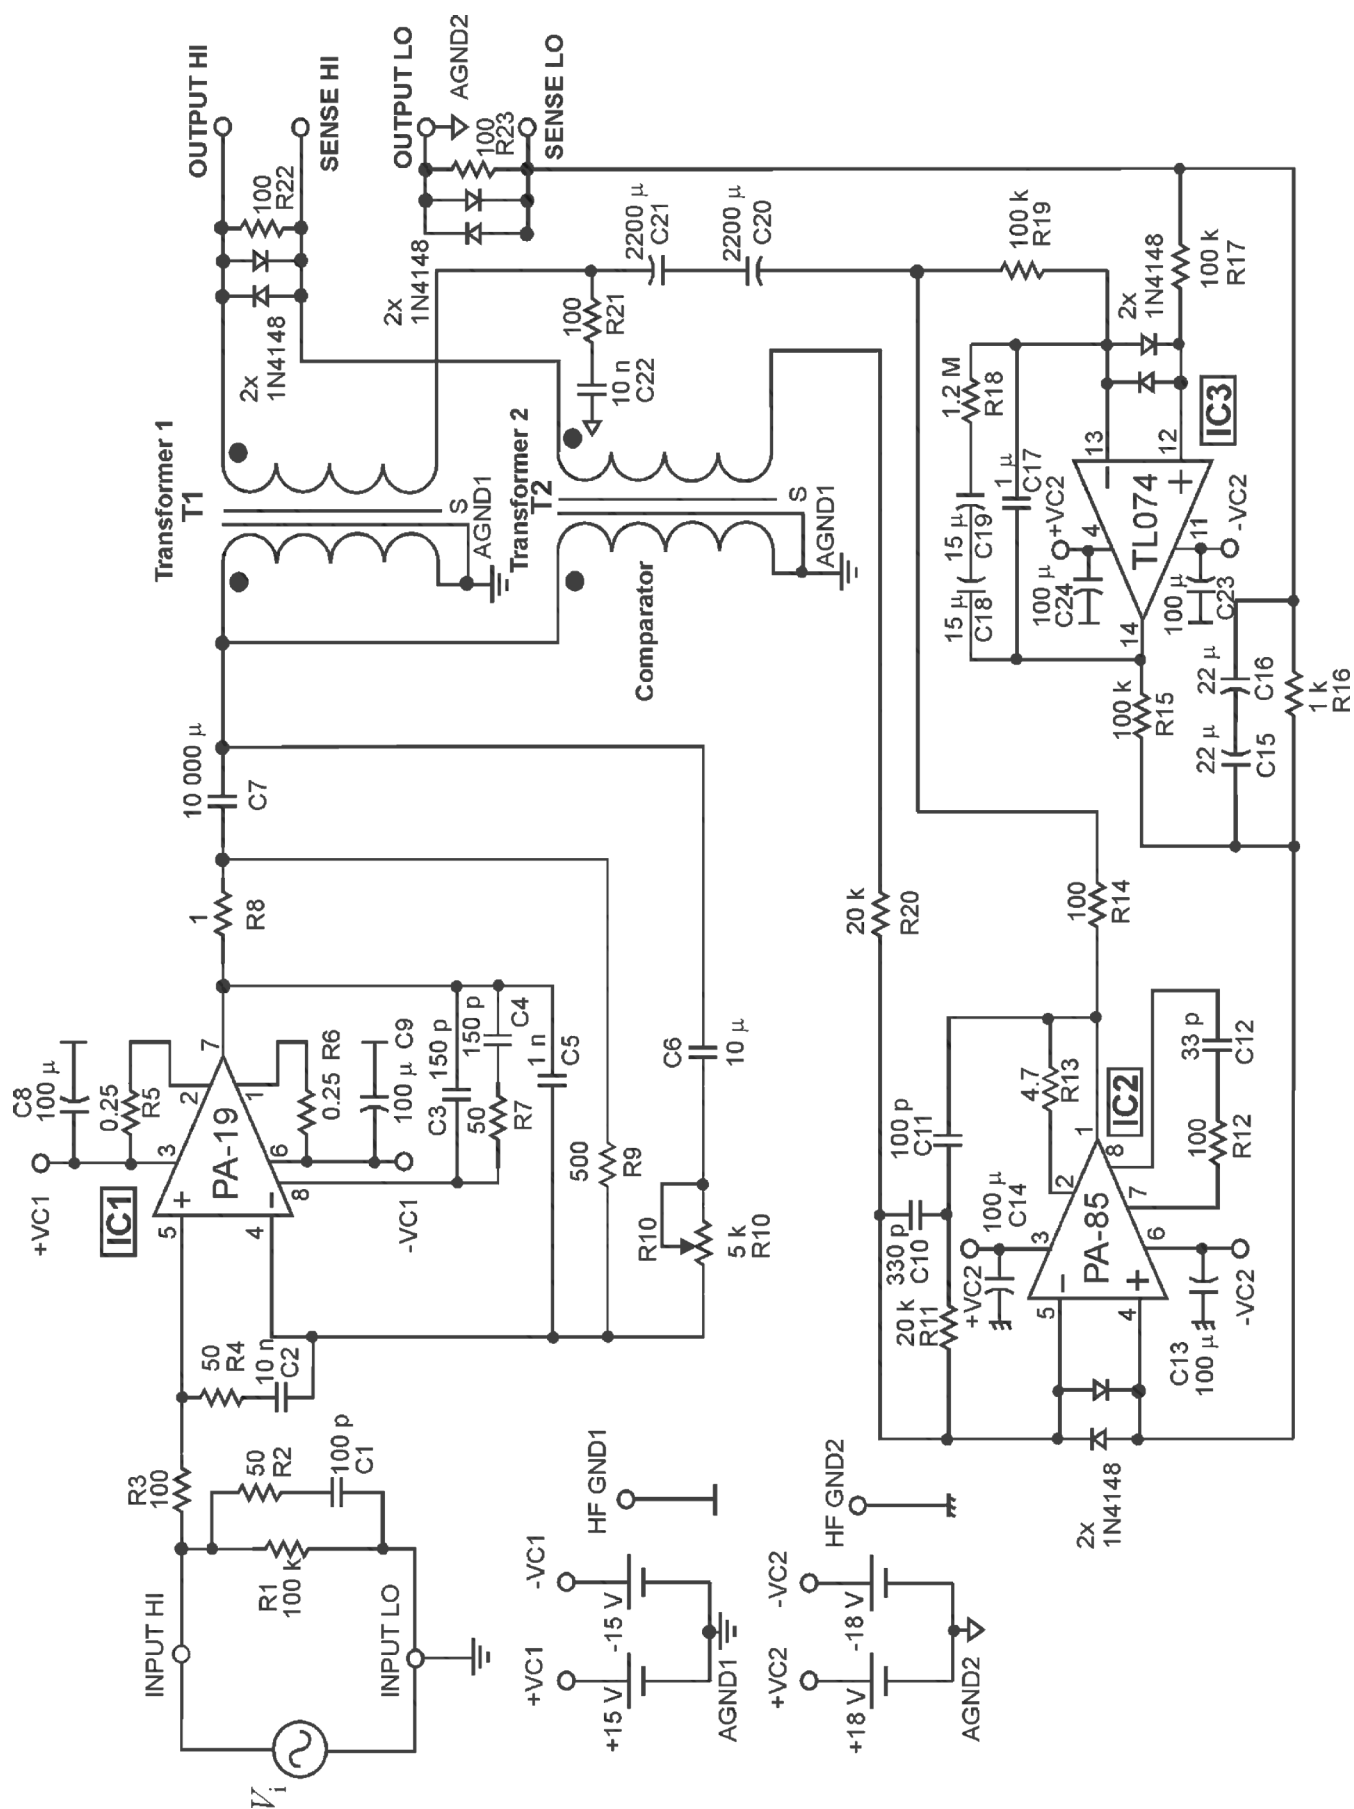 V
i
INPUT HI
INPUT LO
R1
100 k
50
R2
100 p
C1
R3
100
50
R4
10 n
C2
+VC1
IC1
5
4
+
−
PA-19
3
6
8
2
1
7
-VC1
C8
100 µ
0.25
R5
0.25 R6
100 µ C9
C3
150 p
150 p
C4
50
R7
1 n
C5
500
R9
R10
5 k
R10
C6
10 µ
1
R8
10 000 µ
C7
Transformer 1
T1
S
AGND1
Transformer 2
T2
S
AGND1
Comparator
2x
1N4148
100
R22
OUTPUT HI
SENSE HI
OUTPUT LO
AGND2
100
R23
SENSE LO
2x
1N4148
100
R21
10 n
C22
2200 µ
C21
2200 µ
C20
+VC1
-VC1
+15 V
-15 V
AGND1
HF GND1
+VC2
-VC2
+18 V
-18 V
AGND2
HF GND2
2x
1N4148
20 k
R20
20 k
R11
330 p
C10
100 p
C11
+VC2
100 µ
C14
5
4
−
+
PA-85
3
6
2
7
8
1
IC2
C13
100 µ
-VC2
4.7
R13
100
R12
33 p
C12
100
R14
100 k
R19
1.2 M
R18
15 µ
C19
15 µ
C18
1 µ
C17
2x
1N4148
100 k
R17
13
12
−
+
IC3
TL074
4
11
14
+VC2
100 µ
C24
-VC2
100 µ
C23
100 k
R15
22 µ
C15
22 µ
C16
1 k
R16